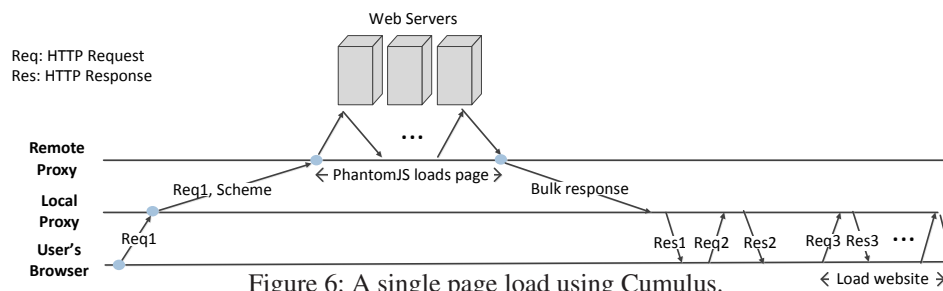 Web Servers
Req: HTTP Request
Res: HTTP Response
...
Remote
Proxy
PhantomJS loads page
Req1, Scheme
Bulk response
Local
Proxy
Req1
Res1
Req2
Res2
Req3
Res3
...
User's
Browser
Load website
Figure 6: A single page load using Cumulus.